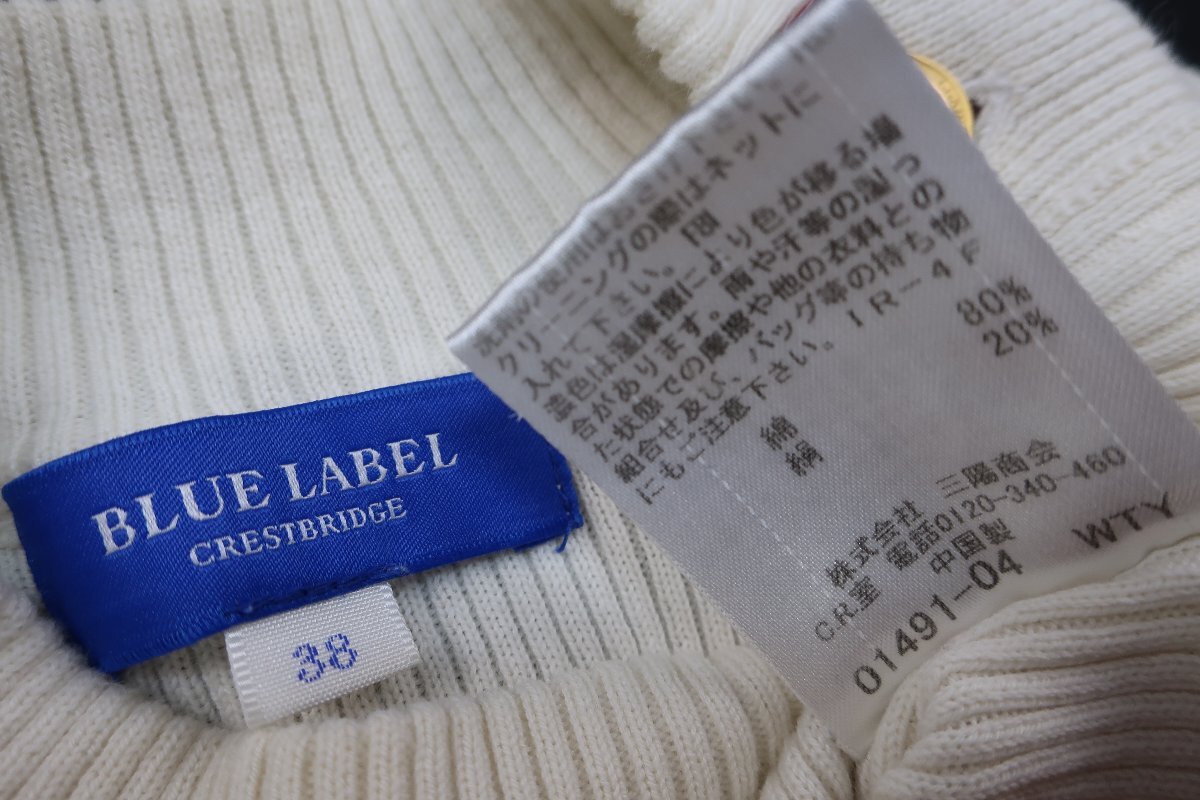 BLUE LABEL
CRESTBRIDGE
38
クリーニングの際はネットに
入れて下さい。
濃色は湿摩擦により色が移る場
合があります。雨や汗等の湿っ
た状態での摩擦や他の衣料との
組合せ及び、バッグ等の持ち物
にもご注意下さい。 IR-4F
綿 80%
絹 20%
株式会社 三陽商会
C.R.室 電話0120-340-460
中国製
01491-04 WTY